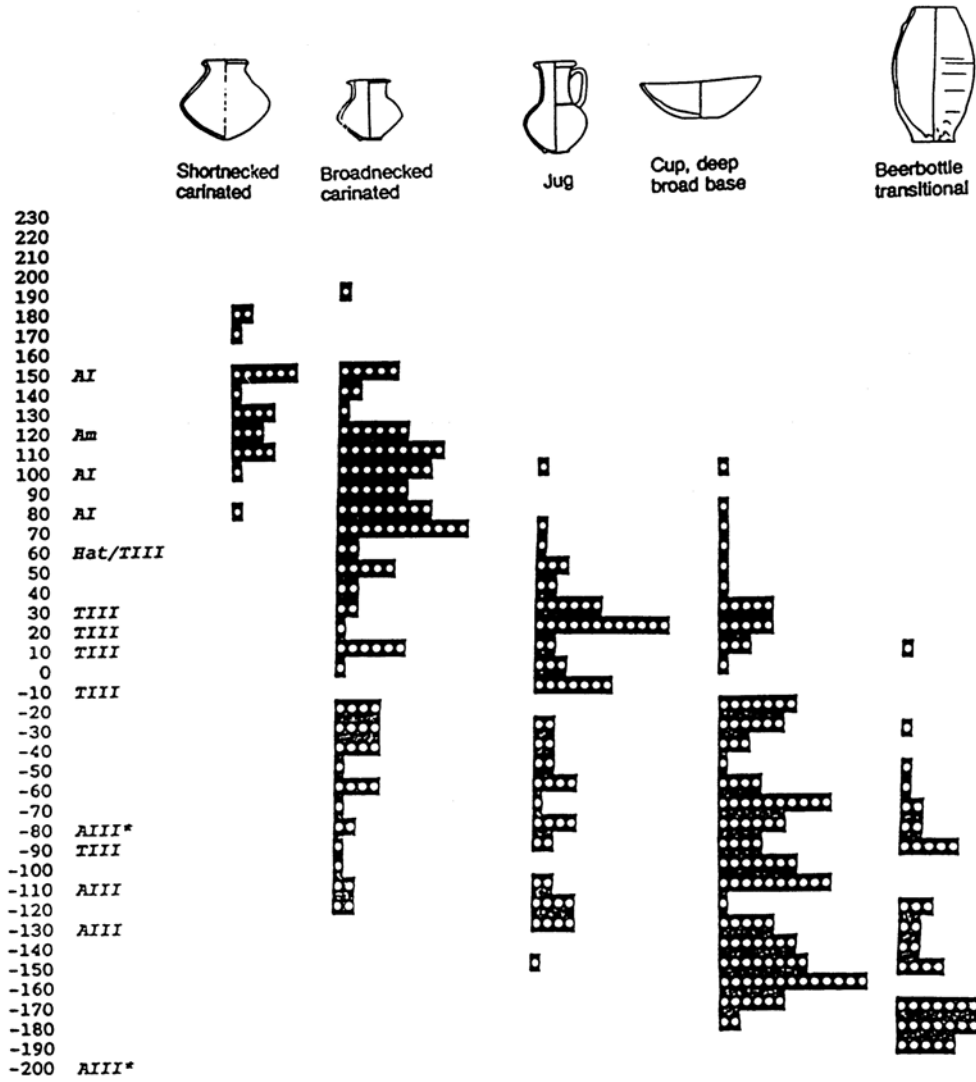 Shortnecked
carinated
Broadnecked
carinated
Jug
Cup, deep
broad base
Beerbottle
transitional
230
220
210
200
190
180
170
160
150 AI
140
130
120 Am
110
100 AI
90
80 AI
70
60 Hat/TIII
50
40
30 TIII
20 TIII
10 TIII
0
-10 TIII
-20
-30
-40
-50
-60
-70
-80 AIII*
-90 TIII
-100
-110 AIII
-120
-130 AIII
-140
-150
-160
-170
-180
-190
-200 AIII*